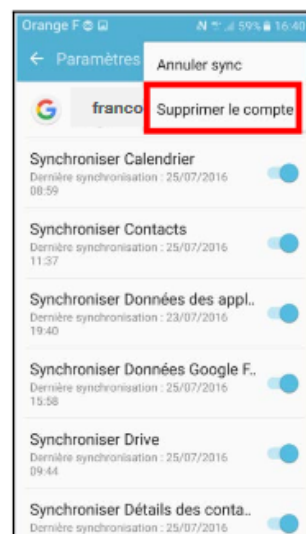 Orange F 59% 16:40
Paramètres
Annuler sync
franco
Supprimer le compte
Synchroniser Calendrier
Dernière synchronisation : 25/07/2016
08:59
Synchroniser Contacts
Dernière synchronisation : 25/07/2016
11:37
Synchroniser Données des appl..
Dernière synchronisation : 23/07/2016
19:40
Synchroniser Données Google F..
Dernière synchronisation : 25/07/2016
15:58
Synchroniser Drive
Dernière synchronisation : 25/07/2016
09:44
Synchroniser Détails des conta..
Dernière synchronisation : 25/07/2016